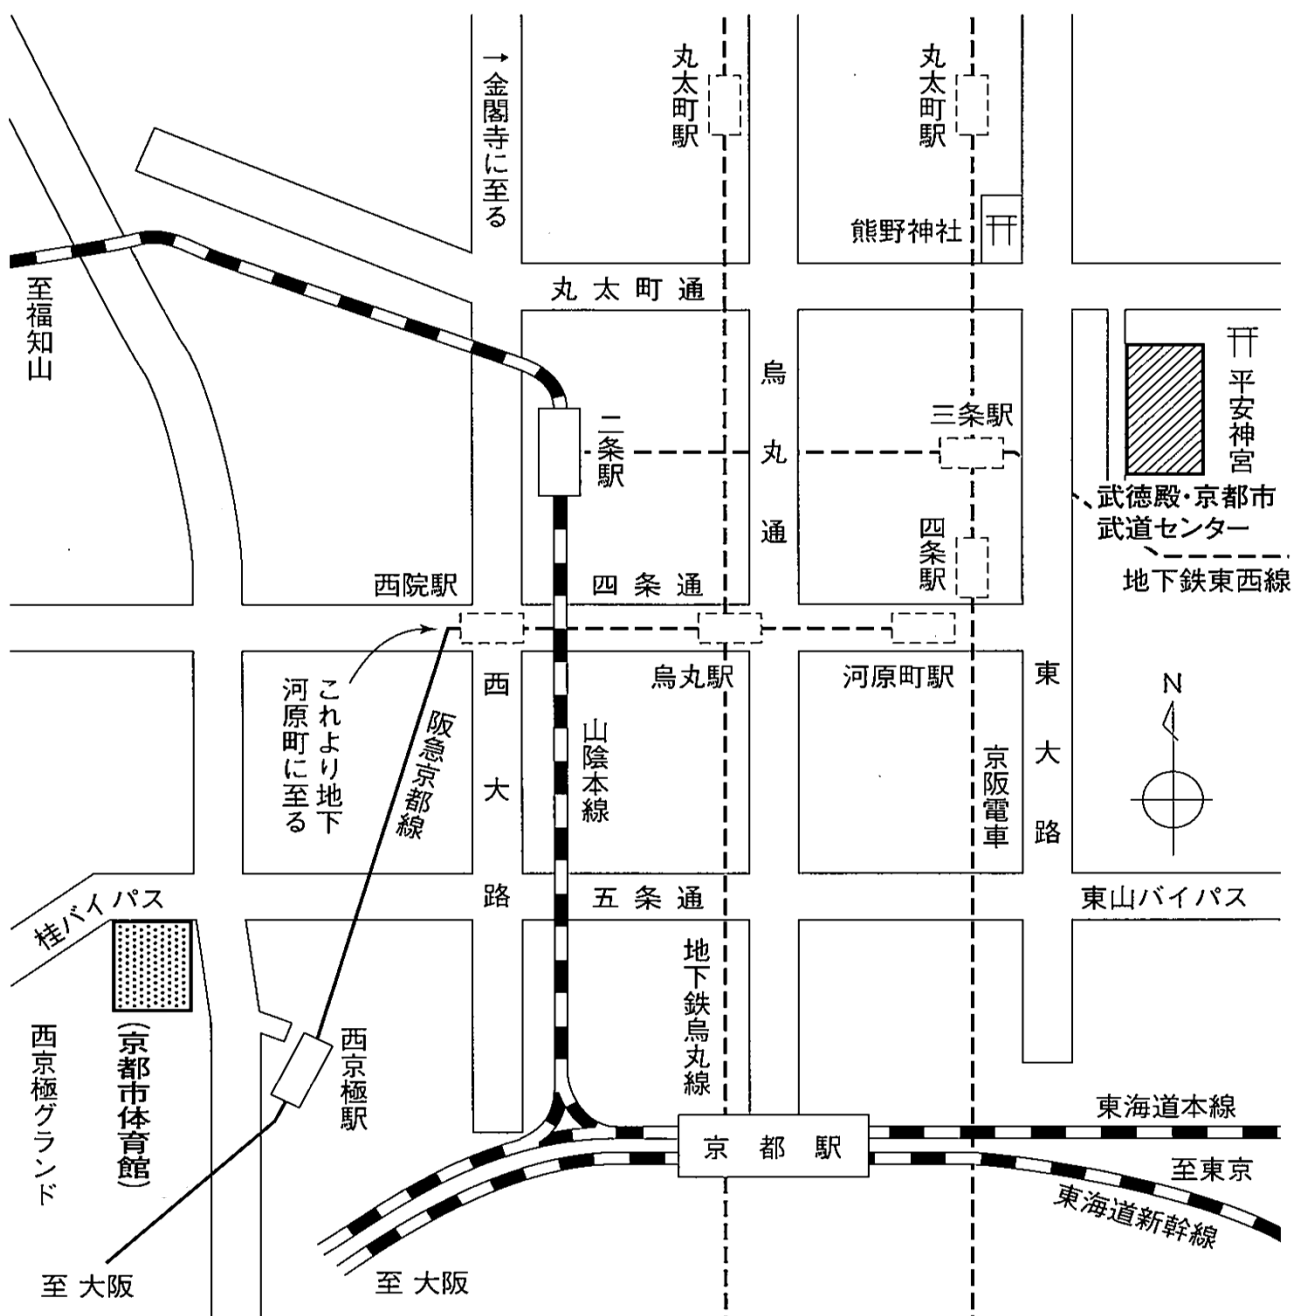 →金閣寺に至る
丸太町駅
丸太町駅
熊野神社
至福知山
丸太町通
烏丸通
平安神宮
三条駅
二条駅
武徳殿・京都市
武道センター
四条駅
地下鉄東西線
西院駅
四条通
烏丸駅
河原町駅
これより地下
河原町に至る
阪急京都線
西大路
山陰本線
東大路
京阪電車
N
桂バイパス
五条通
東山バイパス
地下鉄烏丸線
西京極グランド
(京都市体育館)
西京極駅
京都駅
東海道本線
至東京
東海道新幹線
至 大阪
至 大阪